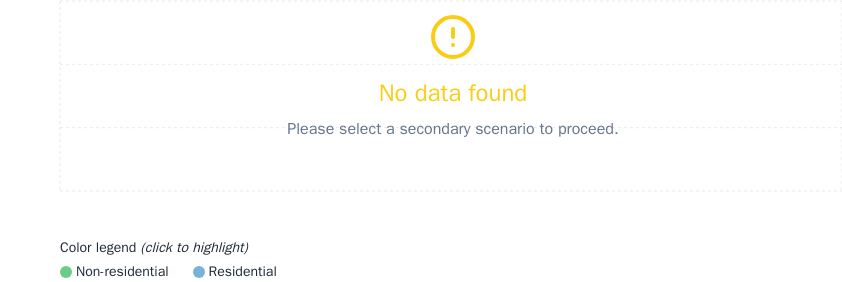 No data found
Please select a secondary scenario to proceed.
Color legend (click to highlight)
Non-residential Residential